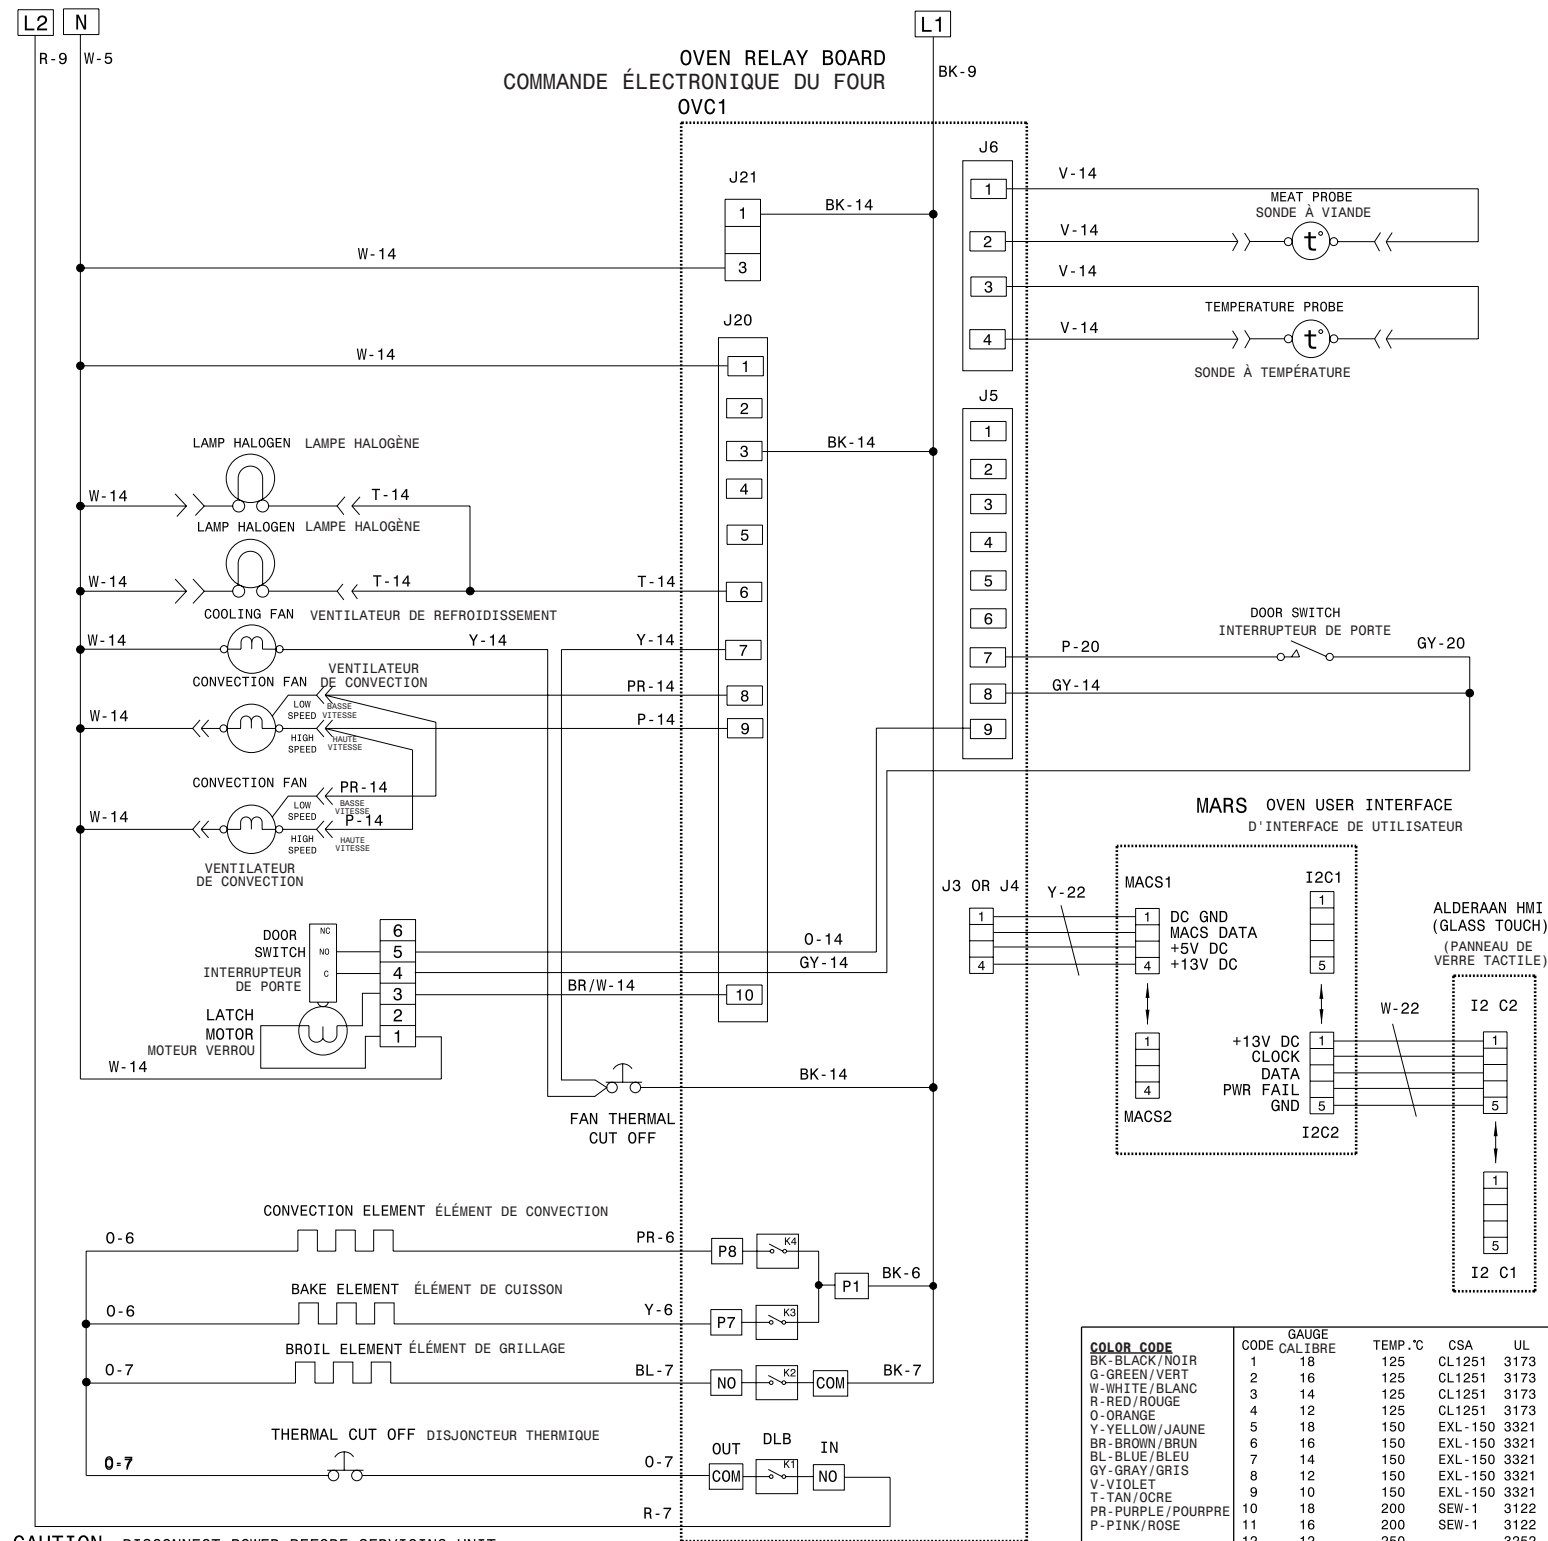 L2 N L1
R-9 W-5 BK-9
OVEN RELAY BOARD
COMMANDE ÉLECTRONIQUE DU FOUR
OVC1
J21
1
3
BK-14
W-14
J6
1
2
3
4
V-14
MEAT PROBE
SONDE À VIANDE
t°
V-14
V-14
TEMPERATURE PROBE
V-14
t°
SONDE À TEMPÉRATURE
J20
1
2
3
4
5
6
7
8
9
10
W-14
BK-14
J5
1
2
3
4
5
6
7
8
9
LAMP HALOGEN LAMPE HALOGÈNE
W-14 T-14
LAMP HALOGEN LAMPE HALOGÈNE
W-14 T-14 T-14
COOLING FAN VENTILATEUR DE REFROIDISSEMENT
W-14 Y-14 Y-14
VENTILATEUR
DE CONVECTION
CONVECTION FAN
LOW
SPEED
BASSE
VITESSE
PR-14
W-14
HIGH
SPEED
HAUTE
VITESSE
P-14
CONVECTION FAN
PR-14
LOW
SPEED
BASSE
VITESSE
W-14 P-14
HIGH
SPEED
HAUTE
VITESSE
VENTILATEUR
DE CONVECTION
DOOR SWITCH
INTERRUPTEUR DE PORTE
P-20 GY-20
GY-14
DOOR
SWITCH
INTERRUPTEUR
DE PORTE
NC
NO
C
6
5
4
3
2
1
LATCH
MOTOR
MOTEUR VERROU
W-14
O-14
GY-14
BR/W-14
BK-14
FAN THERMAL
CUT OFF
MARS OVEN USER INTERFACE
D'INTERFACE DE UTILISATEUR
J3 OR J4
1
4
Y-22
MACS1
1 DC GND
MACS DATA
+5V DC
4 +13V DC
1
4
MACS2
I2C1
1
5
+13V DC 1
CLOCK
DATA
PWR FAIL
GND 5
I2C2
W-22
ALDERAAN HMI
(GLASS TOUCH)
(PANNEAU DE
VERRE TACTILE)
I2 C2
1
5
1
5
I2 C1
CONVECTION ELEMENT ÉLÉMENT DE CONVECTION
O-6 PR-6 P8 K4
P1 BK-6
BAKE ELEMENT ÉLÉMENT DE CUISSON
O-6 Y-6 P7 K3
BROIL ELEMENT ÉLÉMENT DE GRILLAGE
O-7 BL-7 NO K2 COM BK-7
THERMAL CUT OFF DISJONCTEUR THERMIQUE
OUT DLB IN
O-7 O-7 COM K1 NO
R-7
COLOR CODE
BK-BLACK/NOIR
G-GREEN/VERT
W-WHITE/BLANC
R-RED/ROUGE
O-ORANGE
Y-YELLOW/JAUNE
BR-BROWN/BRUN
BL-BLUE/BLEU
GY-GRAY/GRIS
V-VIOLET
T-TAN/OCRE
PR-PURPLE/POURPRE
P-PINK/ROSE
CODE GAUGE CALIBRE TEMP.°C CSA UL
1 18 125 CL1251 3173
2 16 125 CL1251 3173
3 14 125 CL1251 3173
4 12 125 CL1251 3173
5 18 150 EXL-150 3321
6 16 150 EXL-150 3321
7 14 150 EXL-150 3321
8 12 150 EXL-150 3321
9 10 150 EXL-150 3321
10 18 200 SEW-1 3122
11 16 200 SEW-1 3122
12 12 250 3252
CAUTION DISCONNECT POWER BEFORE SERVICING UNIT